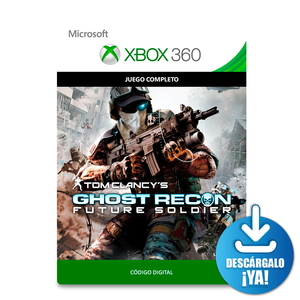 Microsoft
XBOX 360
JUEGO COMPLETO
TOM CLANCY'S
GHOST RECON
FUTURE SOLDIER
CÓDIGO DIGITAL
DESCÁRGALO
¡YA!